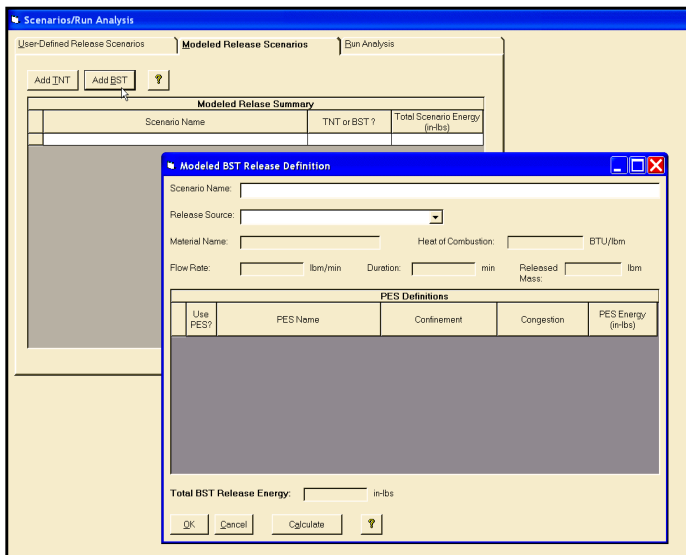 Scenarios/Run Analysis
User-Defined Release Scenarios Modeled Release Scenarios Run Analysis
Add TNT Add BST ?
Modeled Relase Summary
Scenario Name TNT or BST ? Total Scenario Energy
(in-lbs)
Modeled BST Release Definition
Scenario Name:
Release Source:
Material Name: Heat of Combustion: BTU/lbm
Flow Rate: lbm/min Duration: min Released
Mass: lbm
PES Definitions
Use
PES? PES Name Confinement Congestion PES Energy
(in-lbs)
Total BST Release Energy: in-lbs
OK Cancel Calculate ?